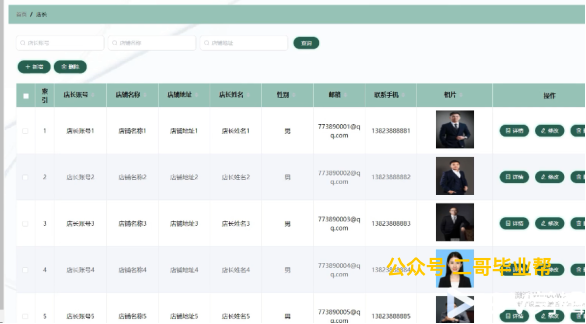 首页 / 店长
店长账号 店铺名称 店铺地址 查询
+ 新增 删除
索引 店长账号 店铺名称 店铺地址 店长姓名 性别 邮箱 联系手机 相片 操作
1 店长账号1 店铺名称1 店铺地址1 店长姓名1 男 773890001@qq.com 13823888881 详情 修改
2 店长账号2 店铺名称2 店铺地址2 店长姓名2 男 773890002@qq.com 13823888882 详情 修改
3 店长账号3 店铺名称3 店铺地址3 店长姓名3 男 773890003@qq.com 13823888883 详情 修改
4 店长账号4 店铺名称4 店铺地址4 店长姓名4 男 773890004@qq.com 13823888884 详情 修改
公众号 二哥毕业帮
5 店长账号5 店铺名称5 店铺地址5 店长姓名5 男 773890005@qq.com 13823888885 详情 修改